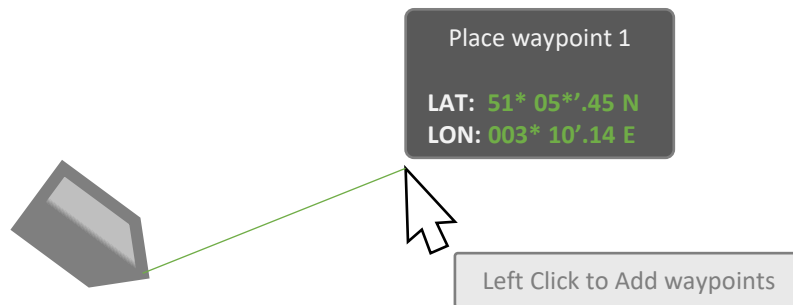 Place waypoint 1
LAT: 51* 05*'.45 N
LON: 003* 10'.14 E
Left Click to Add waypoints